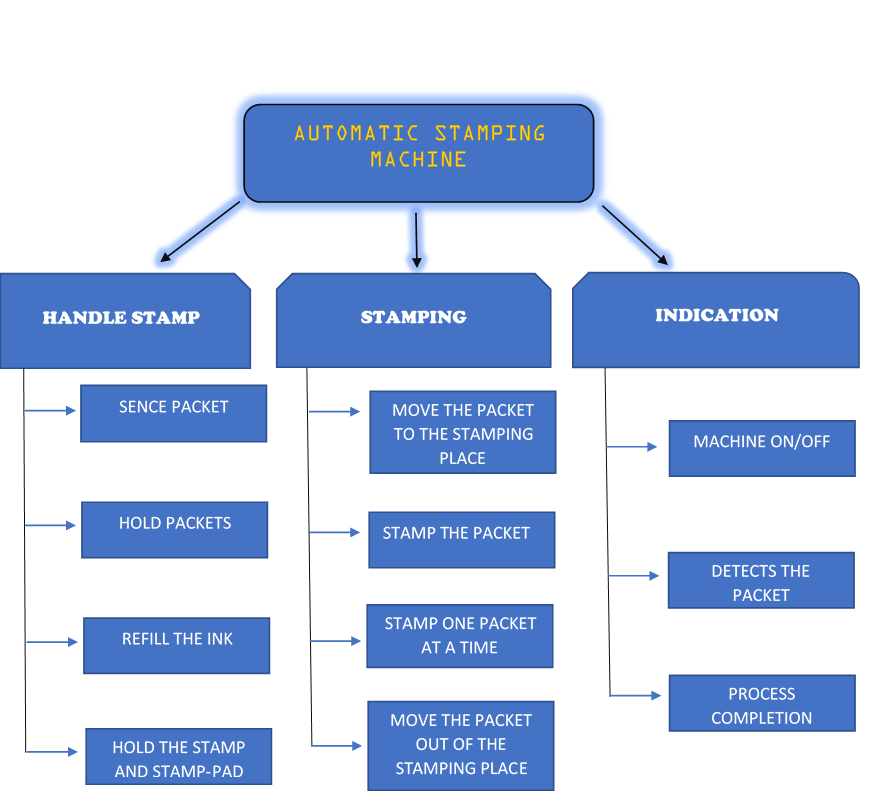 AUTOMATIC STAMPING
MACHINE
HANDLE STAMP
SENCE PACKET
HOLD PACKETS
REFILL THE INK
HOLD THE STAMP
AND STAMP-PAD
STAMPING
MOVE THE PACKET
TO THE STAMPING
PLACE
STAMP THE PACKET
STAMP ONE PACKET
AT A TIME
MOVE THE PACKET
OUT OF THE
STAMPING PLACE
INDICATION
MACHINE ON/OFF
DETECTS THE
PACKET
PROCESS
COMPLETION